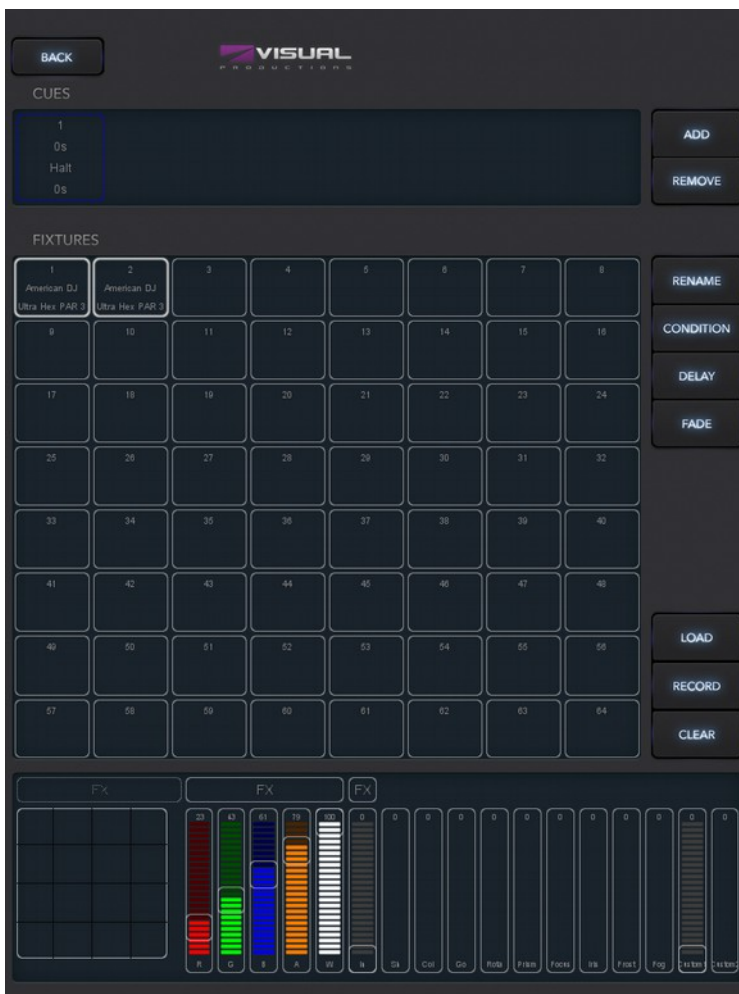 BACK
VISUAL
PRODUCTIONS
CUES
1
0s
Halt
0s
ADD
REMOVE
FIXTURES
1
American DJ
Ultra Hex PAR 3
2
American DJ
Ultra Hex PAR 3
3
4
5
6
7
8
9
10
11
12
13
14
15
16
17
18
19
20
21
22
23
24
25
26
27
28
29
30
31
32
33
34
35
36
37
38
39
40
41
42
43
44
45
46
47
48
49
50
51
52
53
54
55
56
57
58
59
60
61
62
63
64
RENAME
CONDITION
DELAY
FADE
LOAD
RECORD
CLEAR
FX
FX
FX
23 43 61 79 100 0 0 0 0 0 0 0 0 0 0 0 0
R G B A W In Sh Col Go Rota Prism Focus Iris Frost Fog Custom1 Custom2